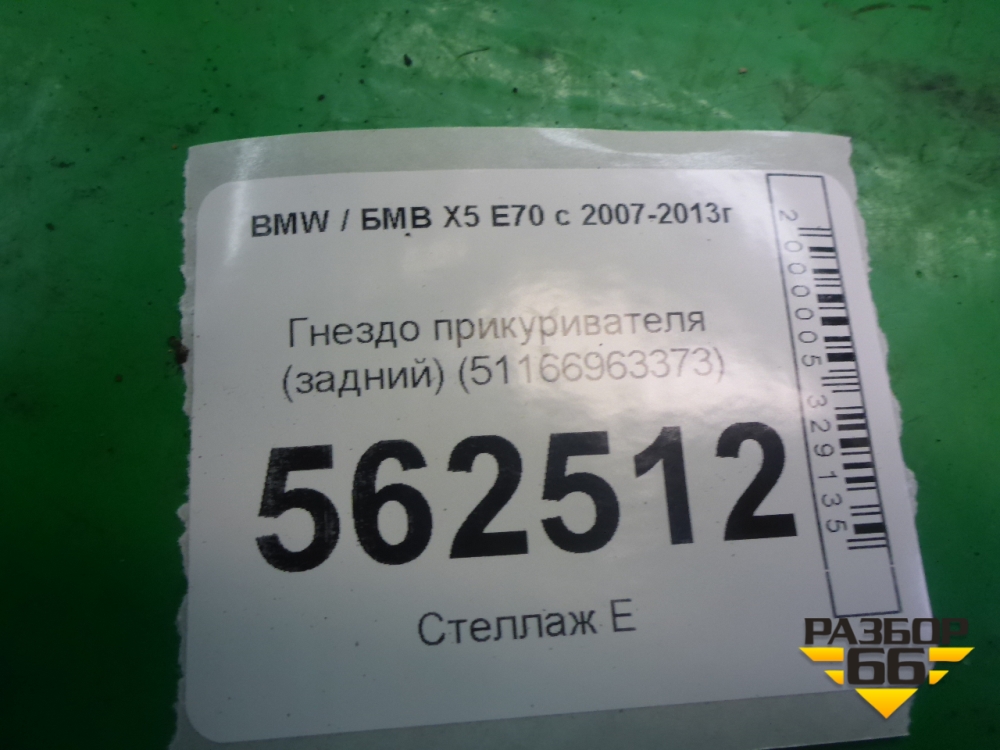 BMW / БМВ X5 E70 с 2007-2013г
Гнездо прикуривателя
(задний) (51166963373)
562512
Стеллаж Е
2000005329135
РАЗБОР
66